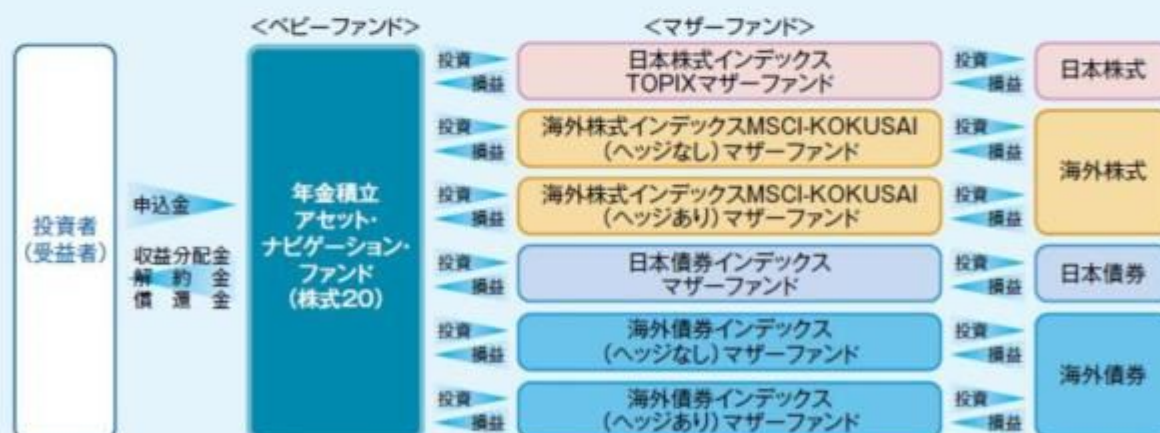 <ベビーファンド>
<マザーファンド>
投資者
(受益者)
申込金
収益分配金
解約金
償還金
年金積立
アセット・
ナビゲーション・
ファンド
(株式20)
投資
損益
日本株式インデックス
TOPIXマザーファンド
投資
損益
日本株式
投資
損益
海外株式インデックスMSCI-KOKUSAI
(ヘッジなし)マザーファンド
投資
損益
海外株式
投資
損益
海外株式インデックスMSCI-KOKUSAI
(ヘッジあり)マザーファンド
投資
損益
投資
損益
日本債券インデックス
マザーファンド
投資
損益
日本債券
投資
損益
海外債券インデックス
(ヘッジなし)マザーファンド
投資
損益
海外債券
投資
損益
海外債券インデックス
(ヘッジあり)マザーファンド
投資
損益